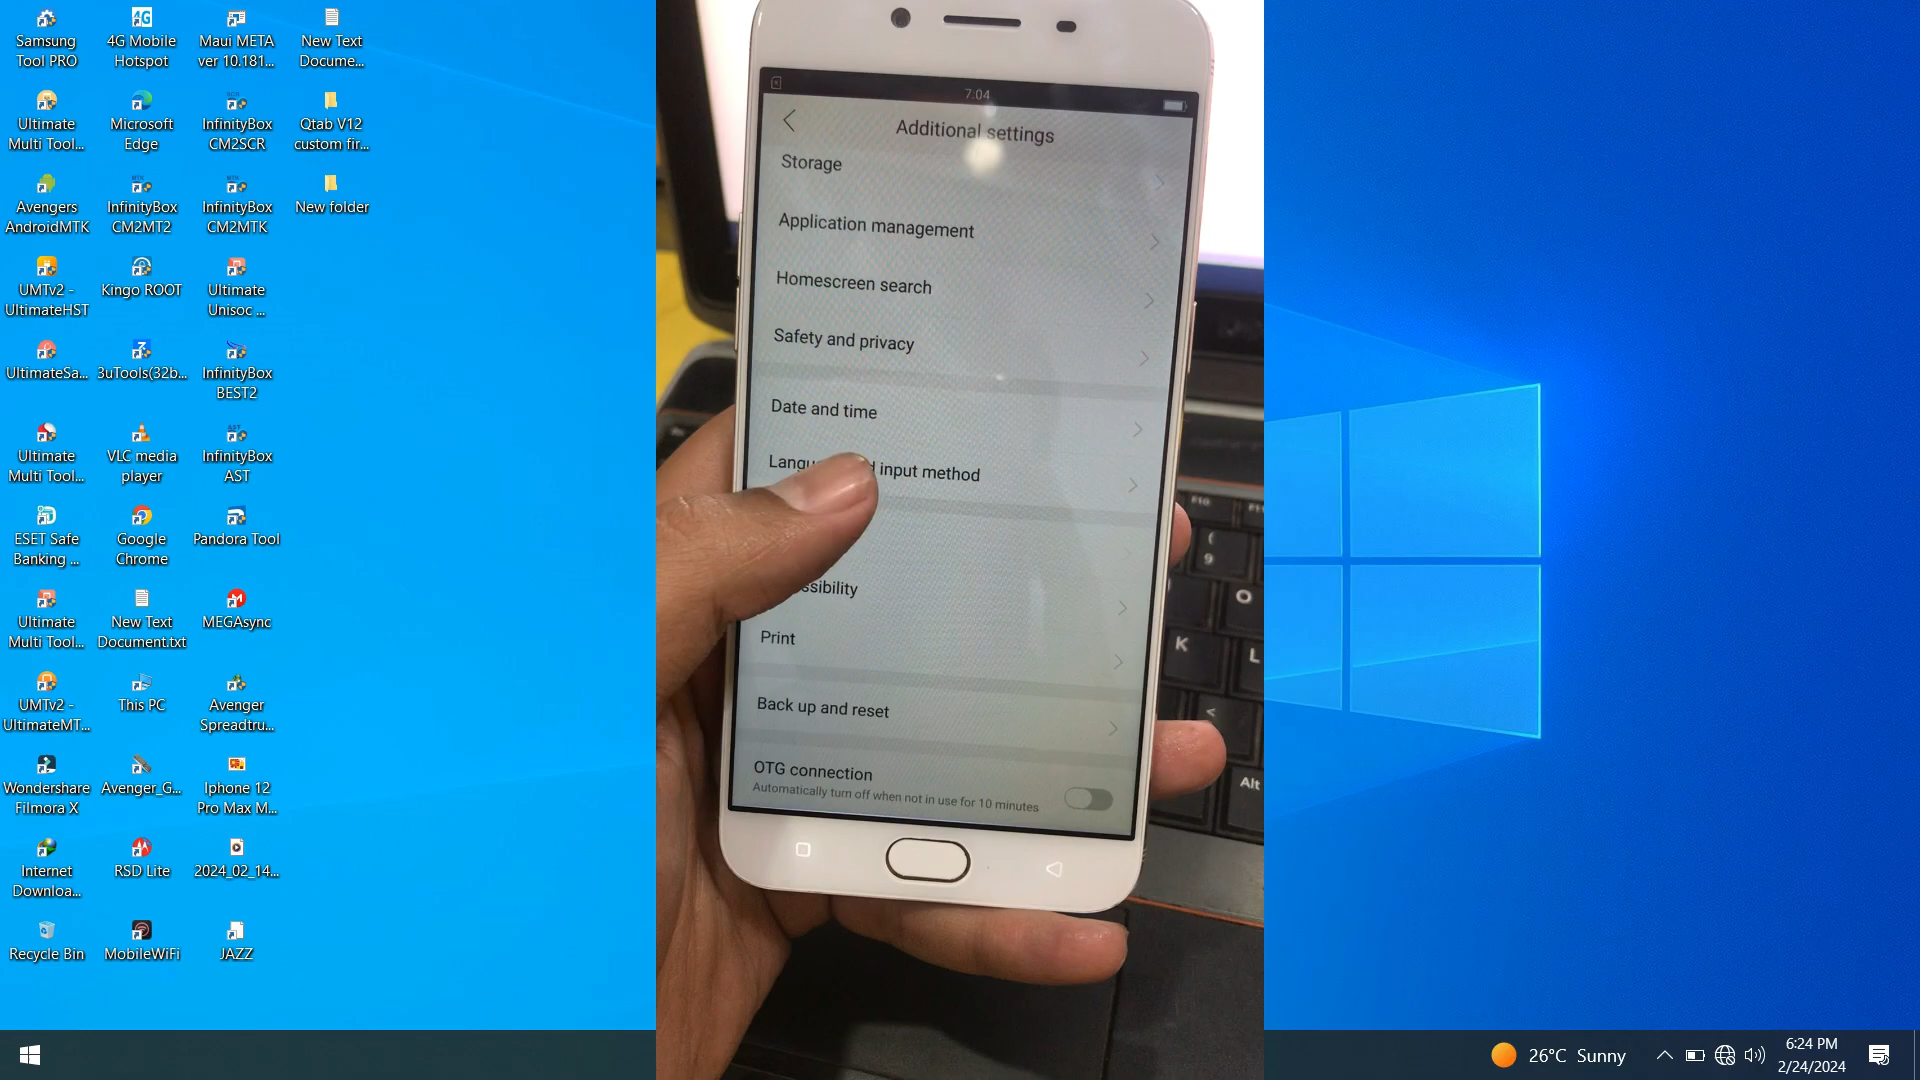 Samsung
Tool PRO
4G Mobile
Hotspot
Maui META
ver 10.181...
New Text
Docume...
Ultimate
Multi Tool...
Microsoft
Edge
InfinityBox
CM2SCR
Qtab V12
custom fir...
Avengers
AndroidMTK
InfinityBox
CM2MT2
InfinityBox
CM2MTK
New folder
UMTv2 -
UltimateHST
Kingo ROOT
Ultimate
Unisoc ...
UltimateSa...
3uTools(32b...
InfinityBox
BEST2
Ultimate
Multi Tool...
VLC media
player
InfinityBox
AST
ESET Safe
Banking ...
Google
Chrome
Pandora Tool
Ultimate
Multi Tool...
New Text
Document.txt
MEGAsync
UMTv2 -
UltimateMT...
This PC
Avenger
Spreadtru...
Wondershare
Filmora X
Avenger_G...
Iphone 12
Pro Max M...
Internet
Downloa...
RSD Lite
2024_02_14...
Recycle Bin
MobileWiFi
JAZZ
7:04
Additional settings
Storage
Application management
Homescreen search
Safety and privacy
Date and time
input method
Print
Back up and reset
OTG connection
Automatically turn off when not in use for 10 minutes
F10
( 9
O
K
L
<
Alt
26°C Sunny
6:24 PM
2/24/2024